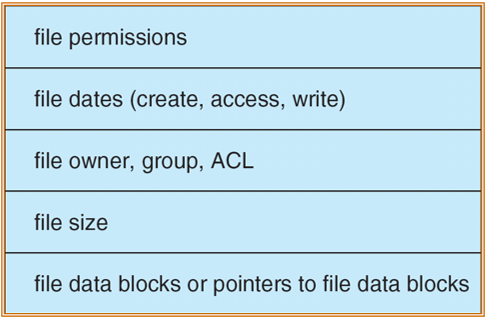 file permissions
file dates (create, access, write)
file owner, group, ACL
file size
file data blocks or pointers to file data blocks